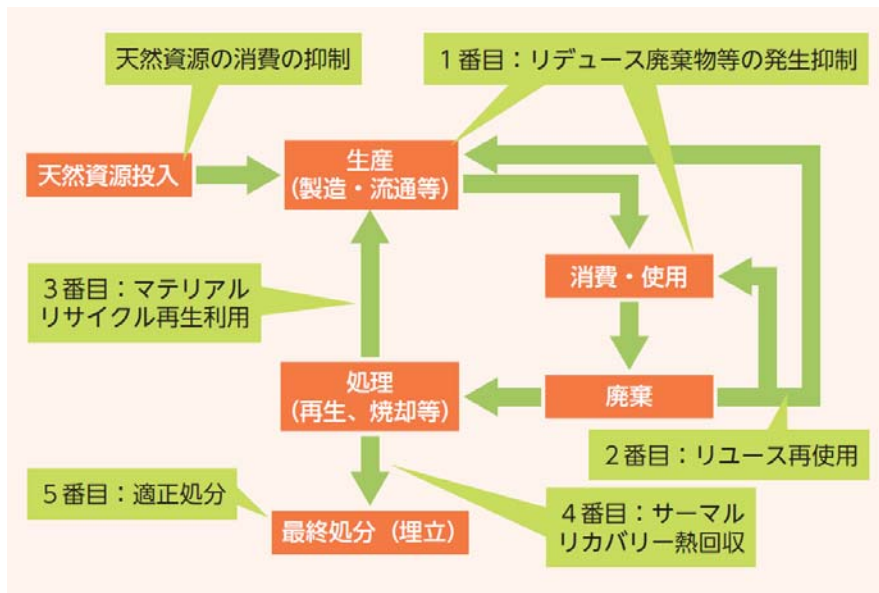 天然資源の消費の抑制
1番目：リデュース廃棄物等の発生抑制
天然資源投入
生産
（製造・流通等）
消費・使用
3番目：マテリアル
リサイクル再生利用
処理
（再生、焼却等）
廃棄
2番目：リユース再使用
5番目：適正処分
最終処分（埋立）
4番目：サーマル
リカバリー熱回収